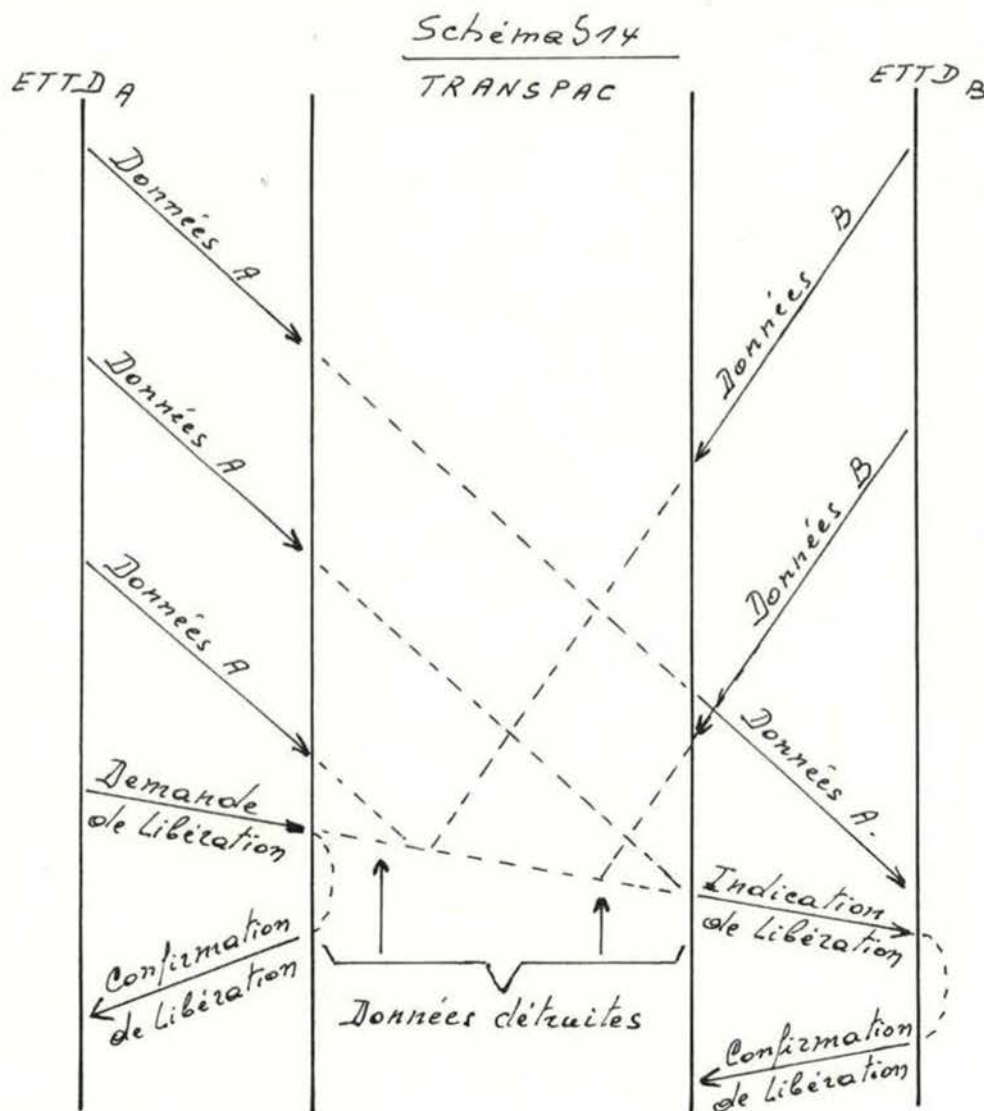 Schéma S14
TRANSPAC
ETTD A
ETTD B
Données A
Données B
Données A
Données B
Données A
Données A.
Demande
de Libération
Indication
de Libération
Confirmation
de Libération
Données détruites
Confirmation
de Libération